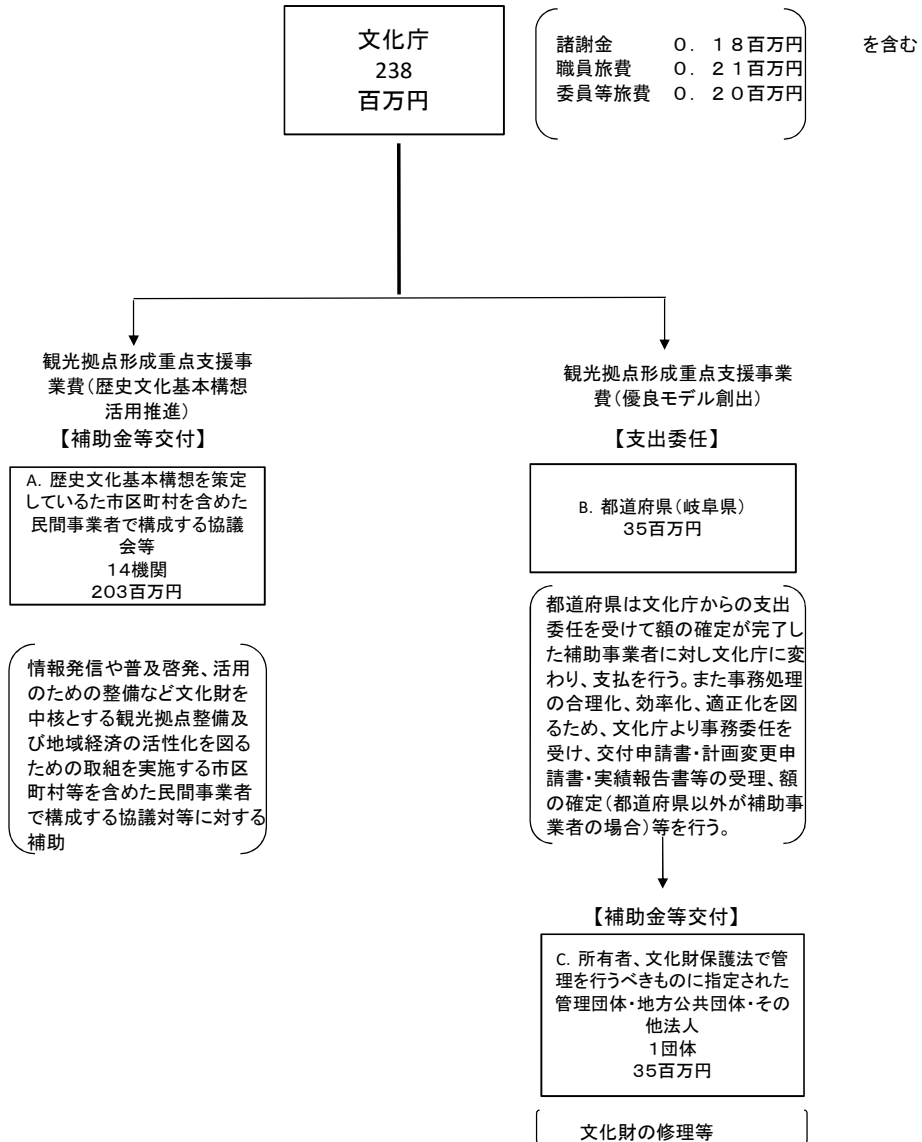 文化庁
238
百万円
諸謝金 ０．１８百万円 を含む
職員旅費 ０．２１百万円
委員等旅費 ０．２０百万円
観光拠点形成重点支援事
業費（歴史文化基本構想
活用推進）
【補助金等交付】
A. 歴史文化基本構想を策定
しているた市区町村を含めた
民間事業者で構成する協議
会等
１４機関
２０３百万円
情報発信や普及啓発、活用
のための整備など文化財を
中核とする観光拠点整備及
び地域経済の活性化を図る
ための取組を実施する市区
町村等を含めた民間事業者
で構成する協議対等に対する
補助
観光拠点形成重点支援事業
費（優良モデル創出）
【支出委任】
B. 都道府県（岐阜県）
３５百万円
都道府県は文化庁からの支出
委任を受けて額の確定が完了し
た補助事業者に対し文化庁に変
わり、支払を行う。また事務処理
の合理化、効率化、適正化を図
るため、文化庁より事務委任を
受け、交付申請書・計画変更申
請書・実績報告書等の受理、額
の確定（都道府県以外が補助事
業者の場合）等を行う。
【補助金等交付】
C. 所有者、文化財保護法で管
理を行うべきものに指定された
管理団体・地方公共団体・その
他法人
１団体
３５百万円
文化財の修理等